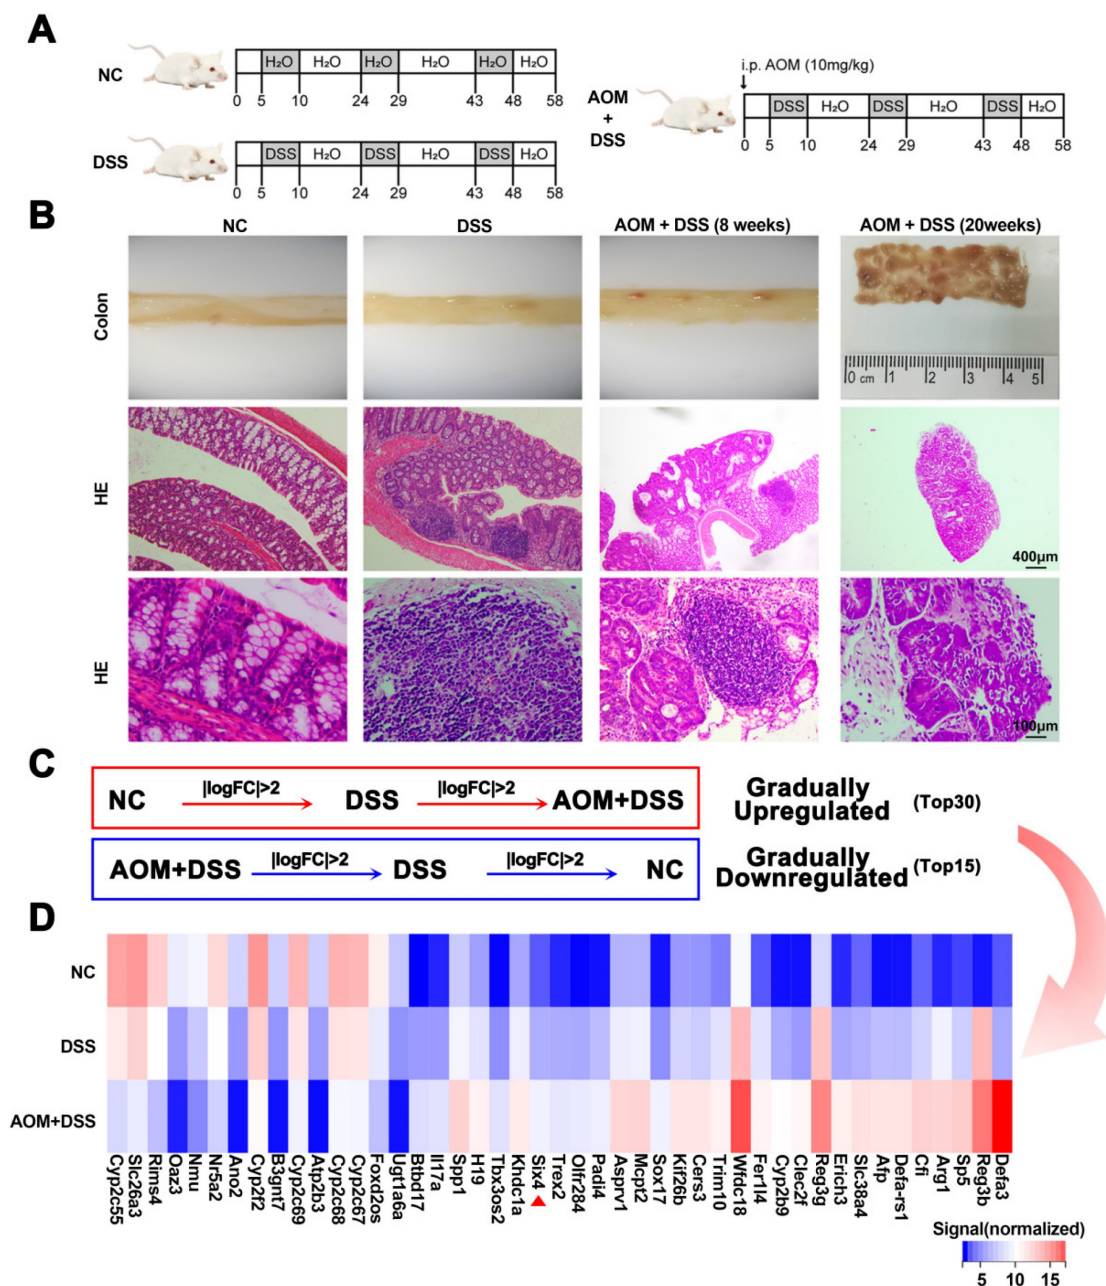 A
NC
H₂O H₂O H₂O H₂O H₂O H₂O
0 5 10 24 29 43 48 58
DSS
DSS H₂O DSS H₂O DSS H₂O
0 5 10 24 29 43 48 58
i.p. AOM (10mg/kg)
AOM
+
DSS
DSS H₂O DSS H₂O DSS H₂O
0 5 10 24 29 43 48 58
B
NC DSS AOM + DSS (8 weeks) AOM + DSS (20weeks)
Colon
0 cm 1 2 3 4 5
HE
400μm
HE
100μm
C
NC |logFC|>2 DSS |logFC|>2 AOM+DSS
Gradually
Upregulated (Top30)
AOM+DSS |logFC|>2 DSS |logFC|>2 NC
Gradually
Downregulated (Top15)
D
NC
DSS
AOM+DSS
Cyp2c55
Slc26a3
Rims4
Oaz3
Nmu
Nr5a2
Ano2
Cyp2f2
B3gnt7
Cyp2c69
Atp2b3
Cyp2c68
Cyp2c67
Foxd2os
Ugt1a6a
Btbd17
Il17a
Spp1
H19
Tbx3os2
Khdc1a
Six4
Trex2
Olfr284
Padi4
Asprv1
Mcpt2
Sox17
Kif26b
Cers3
Trim10
Wfdc18
Fer1l4
Cyp2b9
Clec2f
Reg3g
Erich3
Slc38a4
Afp
Defa-rs1
Cfi
Arg1
Sp5
Reg3b
Defa3
Signal(normalized)
5 10 15